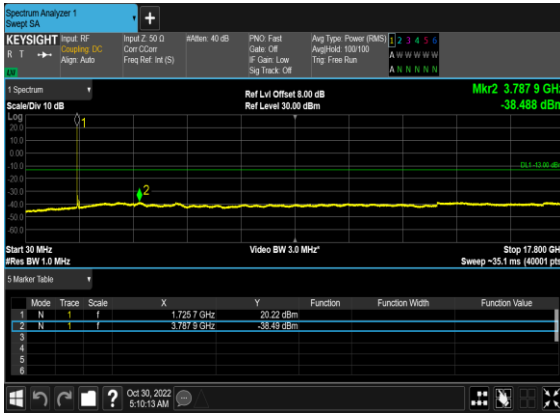 Spectrum Analyzer 1
Swept SA
+
KEYSIGHT Input: RF Input Z: 50 Ω #Atten: 40 dB PNO: Fast Avg Type: Power (RMS) 1 2 3 4 5 6
R T Coupling: DC Corr CCorr Gate: Off Avg|Hold: 100/100 A W W W W W
Align: Auto Freq Ref: Int (S) IF Gain: Low Trig: Free Run
Sig Track: Off A N N N N N
1 Spectrum
Ref Lvl Offset 8.00 dB Mkr2 3.787 9 GHz
Scale/Div 10 dB Ref Level 30.00 dBm -38.488 dBm
Log
1
20.0
10.0
0.00
-10.0
DL1 -13.00 dBm
-20.0
-30.0
2
-40.0
-50.0
-60.0
Start 30 MHz Video BW 3.0 MHz* Stop 17.800 GH
#Res BW 1.0 MHz Sweep ~35.1 ms (40001 pts
5 Marker Table
Mode Trace Scale X Y Function Function Width Function Value
1 N 1 f 1.725 7 GHz 20.22 dBm
2 N 1 f 3.787 9 GHz -38.49 dBm
3
4
5
6
? Oct 30, 2022
5:10:13 AM